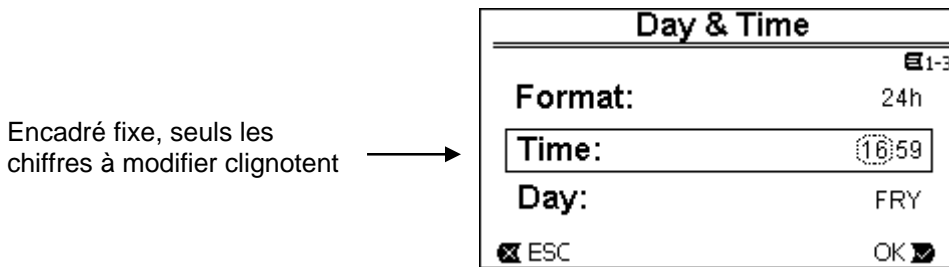 Day & Time
1-3
Format: 24h
Encadré fixe, seuls les
chiffres à modifier clignotent
Time: 16 59
Day: FRY
ESC OK